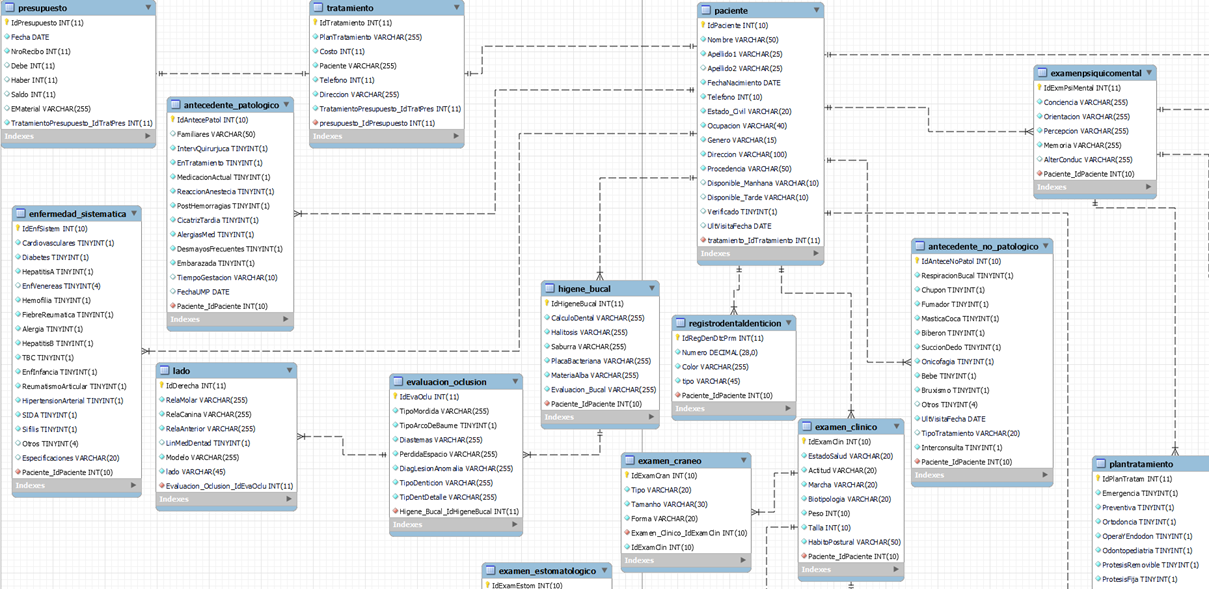 presupuesto
IdPresupuesto INT(11)
Fecha DATE
NroRecibo INT(11)
Debe INT(11)
Haber INT(11)
Saldo INT(11)
EMaterial VARCHAR(255)
TratamientoPresupuesto_IdTratPres INT(11)
Indexes
tratamiento
IdTratamiento INT(11)
PlanTratamiento VARCHAR(255)
Costo INT(11)
Paciente VARCHAR(255)
Telefono INT(11)
Direccion VARCHAR(255)
TratamientoPresupuesto_IdTratPres INT(11)
presupuesto_IdPresupuesto INT(11)
Indexes
paciente
IdPaciente INT(10)
Nombre VARCHAR(50)
Apellido1 VARCHAR(25)
Apellido2 VARCHAR(25)
FechaNacimiento DATE
Telefono INT(10)
Estado_Civil VARCHAR(20)
Ocupacion VARCHAR(40)
Genero VARCHAR(15)
Direccion VARCHAR(100)
Procedencia VARCHAR(50)
Disponible_Manhana VARCHAR(10)
Disponible_Tarde VARCHAR(10)
Verificado TINYINT(1)
UltVisitaFecha DATE
tratamiento_IdTratamiento INT(11)
Indexes
examenpsiquicomental
IdExmPsiMental INT(11)
Conciencia VARCHAR(255)
Orientacion VARCHAR(255)
Percepcion VARCHAR(255)
Memoria VARCHAR(255)
AlterConduc VARCHAR(255)
Paciente_IdPaciente INT(10)
Indexes
antecedente_patologico
IdAntecePatol INT(10)
Familiares VARCHAR(50)
IntervQuirurjuca TINYINT(1)
EnTratamiento TINYINT(1)
MedicacionActual TINYINT(1)
ReaccionAnestecia TINYINT(1)
PostHemorragias TINYINT(1)
CicatrizTardia TINYINT(1)
AlergiasMed TINYINT(1)
DesmayosFrecuentes TINYINT(1)
Embarazada TINYINT(1)
TiempoGestacion VARCHAR(10)
FechaUMP DATE
Paciente_IdPaciente INT(10)
Indexes
enfermedad_sistematica
IdEnfSistem INT(10)
Cardiovasculares TINYINT(1)
Diabetes TINYINT(1)
HepatitisA TINYINT(1)
EnfVenereas TINYINT(4)
Hemofilia TINYINT(1)
FiebreReumatica TINYINT(1)
Alergia TINYINT(1)
HepatitisB TINYINT(1)
TBC TINYINT(1)
EnfInfancia TINYINT(1)
ReumatismoArticular TINYINT(1)
HipertensionArterial TINYINT(1)
SIDA TINYINT(1)
Sifilis TINYINT(1)
Otros TINYINT(4)
Especificaciones VARCHAR(20)
Paciente_IdPaciente INT(10)
Indexes
antecedente_no_patologico
IdAnteceNoPatol INT(10)
RespiracionBucal TINYINT(1)
Chupon TINYINT(1)
Fumador TINYINT(1)
MasticaCoca TINYINT(1)
Biberon TINYINT(1)
SuccionDedo TINYINT(1)
Onicofagia TINYINT(1)
Bebe TINYINT(1)
Bruxismo TINYINT(1)
Otros TINYINT(4)
UltVisitaFecha DATE
TipoTratamiento VARCHAR(20)
Interconsulta TINYINT(1)
Paciente_IdPaciente INT(10)
Indexes
higene_bucal
IdHigeneBucal INT(11)
CalculoDental VARCHAR(255)
Halitosis VARCHAR(255)
Saburra VARCHAR(255)
PlacaBacteriana VARCHAR(255)
MateriaAlba VARCHAR(255)
Evaluacion_Bucal VARCHAR(255)
Paciente_IdPaciente INT(10)
Indexes
registrodentaldenticion
IdRegDenDtcPrm INT(11)
Numero DECIMAL(28,0)
Color VARCHAR(255)
tipo VARCHAR(45)
Paciente_IdPaciente INT(10)
Indexes
lado
IdDerecha INT(11)
RelaMolar VARCHAR(255)
RelaCanina VARCHAR(255)
RelaAnterior VARCHAR(255)
LinMedDentad TINYINT(1)
Modelo VARCHAR(255)
lado VARCHAR(45)
Evaluacion_Oclusion_IdEvaOclu INT(11)
Indexes
evaluacion_oclusion
IdEvaOclu INT(11)
TipoMordida VARCHAR(255)
TipoArcoDeBaume TINYINT(1)
Diastemas VARCHAR(255)
PerdidaEspacio VARCHAR(255)
DiagLesionAnomalia VARCHAR(255)
TipoDenticion VARCHAR(255)
TipDentDetalle VARCHAR(255)
Higene_Bucal_IdHigeneBucal INT(11)
Indexes
examen_clinico
IdExamClin INT(10)
EstadoSalud VARCHAR(20)
Actitud VARCHAR(20)
Marcha VARCHAR(20)
Biotipologia VARCHAR(20)
Peso INT(10)
Talla INT(10)
HabitoPostural VARCHAR(50)
Paciente_IdPaciente INT(10)
Indexes
examen_craneo
IdExamCran INT(10)
Tipo VARCHAR(20)
Tamanho VARCHAR(30)
Forma VARCHAR(20)
Examen_Clinico_IdExamClin INT(10)
IdExamClin INT(10)
Indexes
plantratamiento
IdPlanTratam INT(11)
Emergencia TINYINT(1)
Preventiva TINYINT(1)
Ortodoncia TINYINT(1)
OperaYEndodon TINYINT(1)
Odontopediatria TINYINT(1)
ProtesisRemovible TINYINT(1)
ProtesisFija TINYINT(1)
examen_estomatologico
IdExamEstom INT(10)